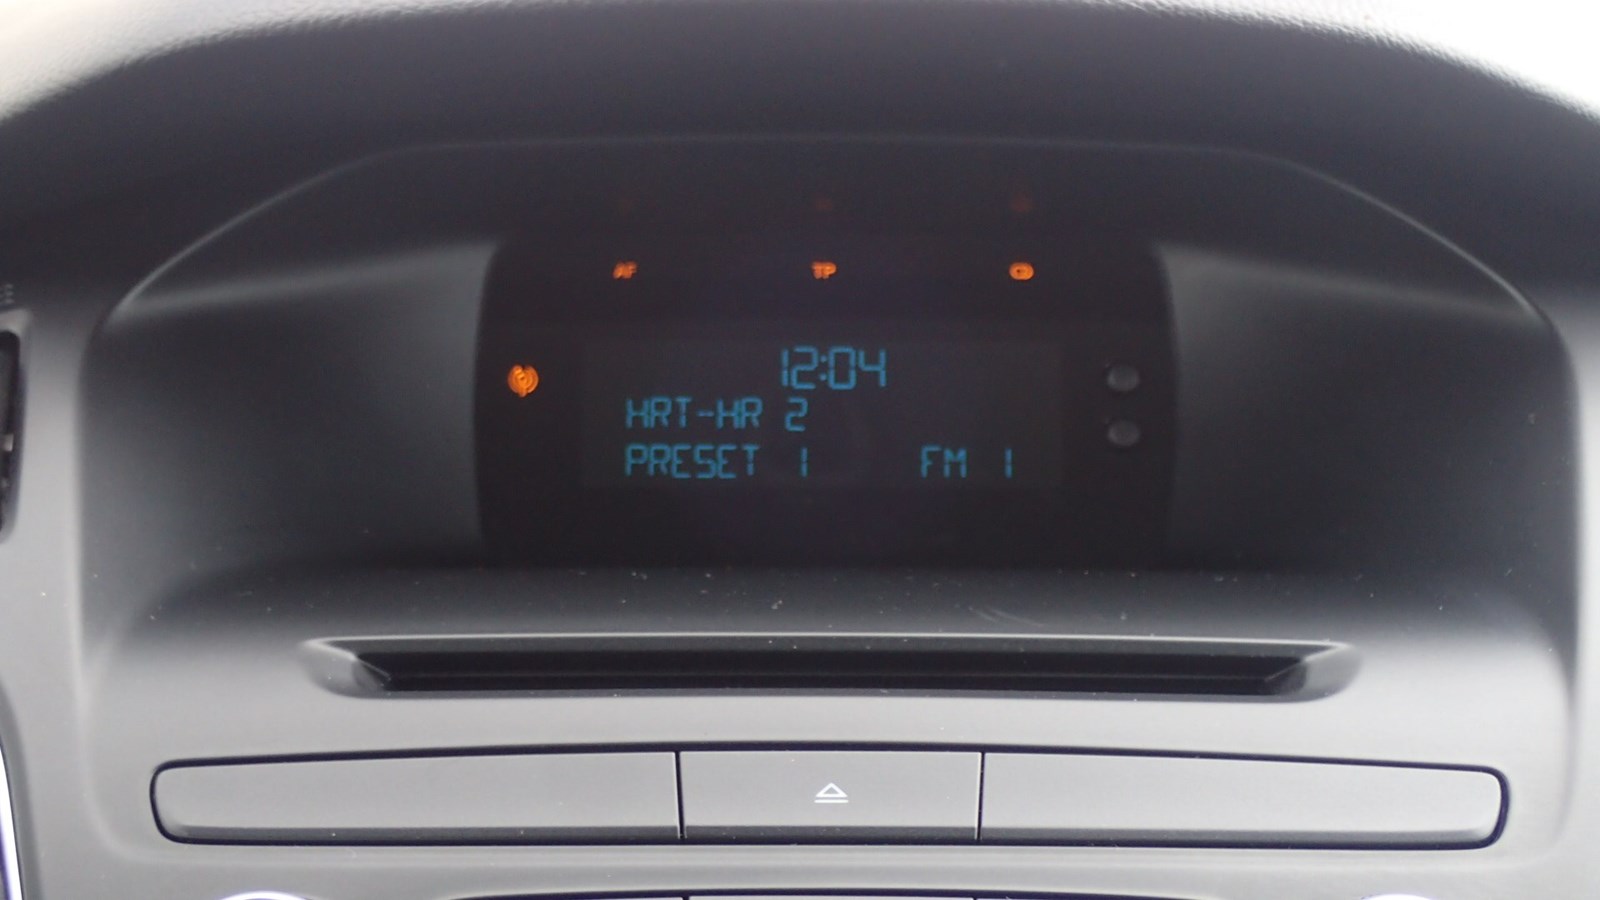 AF TP
12:04
HRT-HR 2
PRESET 1 FM 1